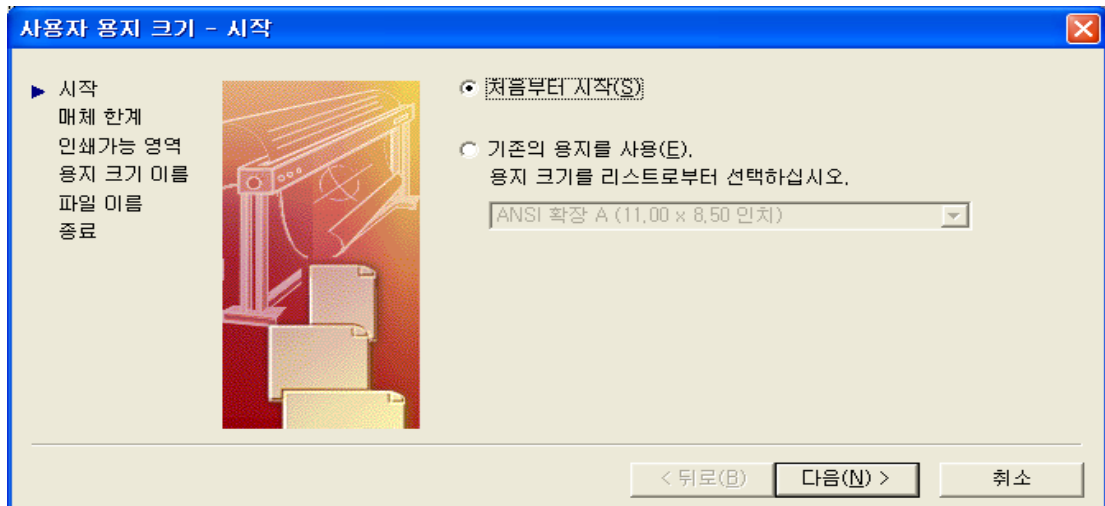 사용자 용지 크기 - 시작
시작
매체 한계
인쇄가능 영역
용지 크기 이름
파일 이름
종료
처음부터 시작(S)
기존의 용지를 사용(E).
용지 크기를 리스트로부터 선택하십시오.
ANSI 확장 A (11.00 x 8.50 인치)
< 뒤로(B)
다음(N) >
취소